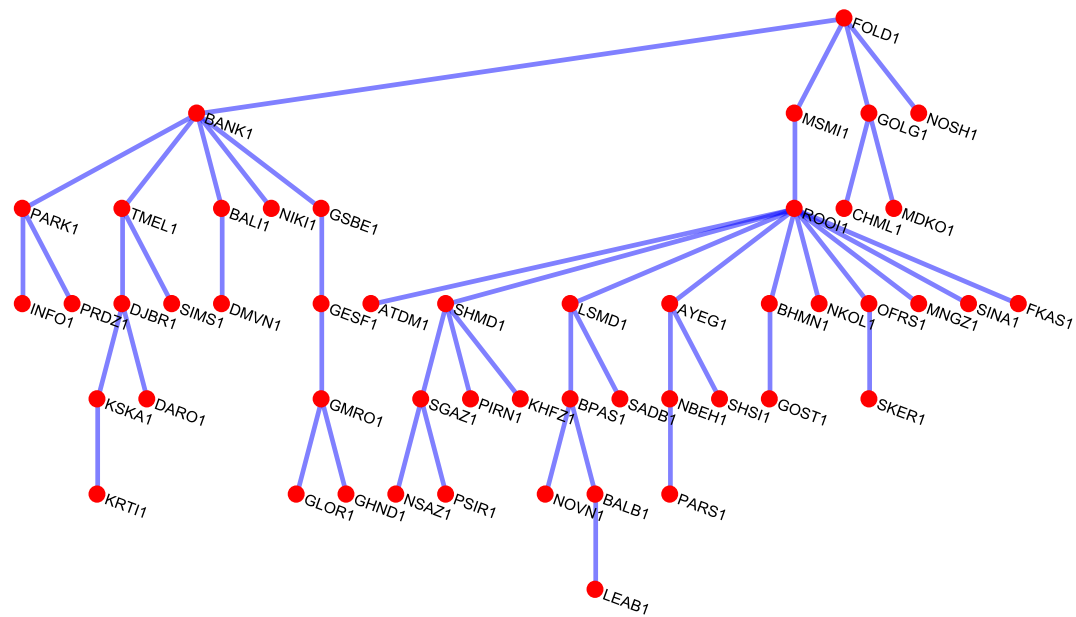 FOLD1
BANK1
MSMI1
GOLG1
NOSH1
PARK1
TMEL1
BALI1
NIKI1
GSBE1
ROOI1
CHML1
MDKO1
INFO1
PRDZ1
DJBR1
SIMS1
DMVN1
GESF1
ATDM1
SHMD1
LSMD1
AYEG1
BHMN1
NKOL1
OFRS1
MNGZ1
SINA1
FKAS1
KSKA1
DARO1
GMRO1
SGAZ1
PIRN1
KHFZ1
BPAS1
SADB1
NBEH1
SHSI1
GOST1
SKER1
KRTI1
GLOR1
GHND1
NSAZ1
PSIR1
NOVN1
BALB1
PARS1
LEAB1